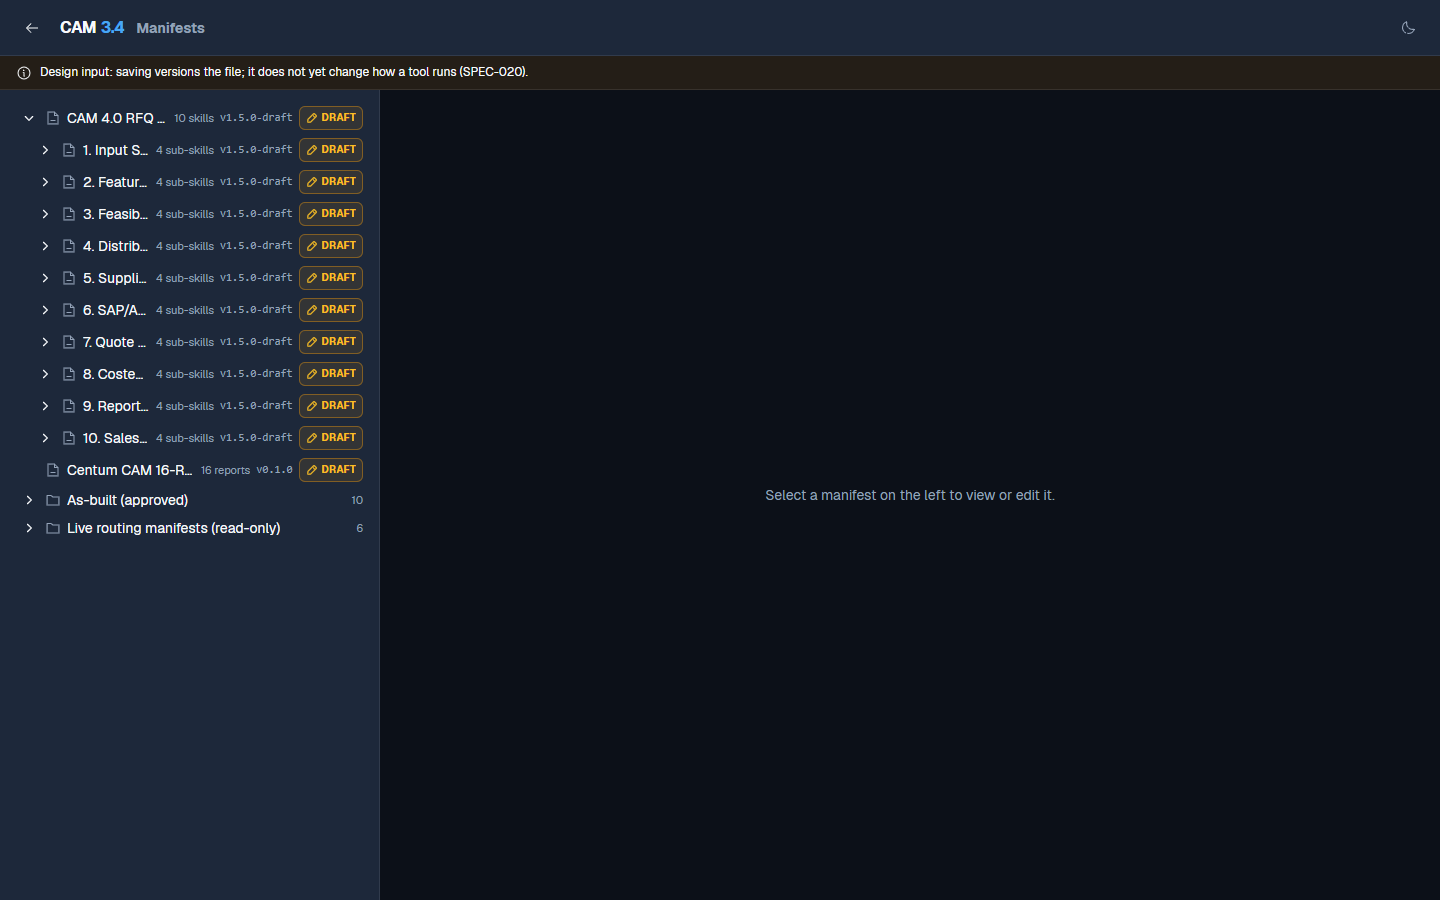 CAM 3.4 Manifests
Design input: saving versions the file; it does not yet change how a tool runs (SPEC-020).
CAM 4.0 RFQ ... 10 skills v1.5.0-draft DRAFT
1. Input S... 4 sub-skills v1.5.0-draft DRAFT
2. Featur... 4 sub-skills v1.5.0-draft DRAFT
3. Feasib... 4 sub-skills v1.5.0-draft DRAFT
4. Distrib... 4 sub-skills v1.5.0-draft DRAFT
5. Suppli... 4 sub-skills v1.5.0-draft DRAFT
6. SAP/A... 4 sub-skills v1.5.0-draft DRAFT
7. Quote ... 4 sub-skills v1.5.0-draft DRAFT
8. Coste... 4 sub-skills v1.5.0-draft DRAFT
9. Report... 4 sub-skills v1.5.0-draft DRAFT
10. Sales... 4 sub-skills v1.5.0-draft DRAFT
Centum CAM 16-R... 16 reports v0.1.0 DRAFT
Select a manifest on the left to view or edit it.
As-built (approved) 10
Live routing manifests (read-only) 6